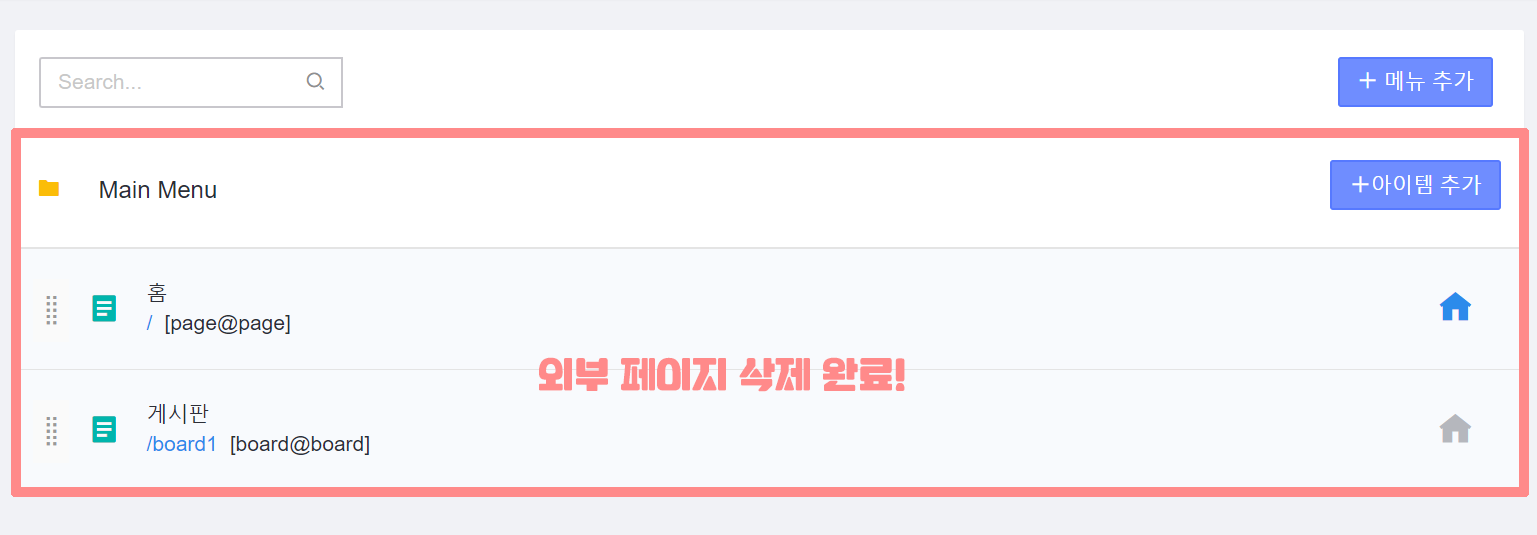 Search...
+ 메뉴 추가
Main Menu
+아이템 추가
홈
/ [page@page]
외부 페이지 삭제 완료!
게시판
/board1 [board@board]